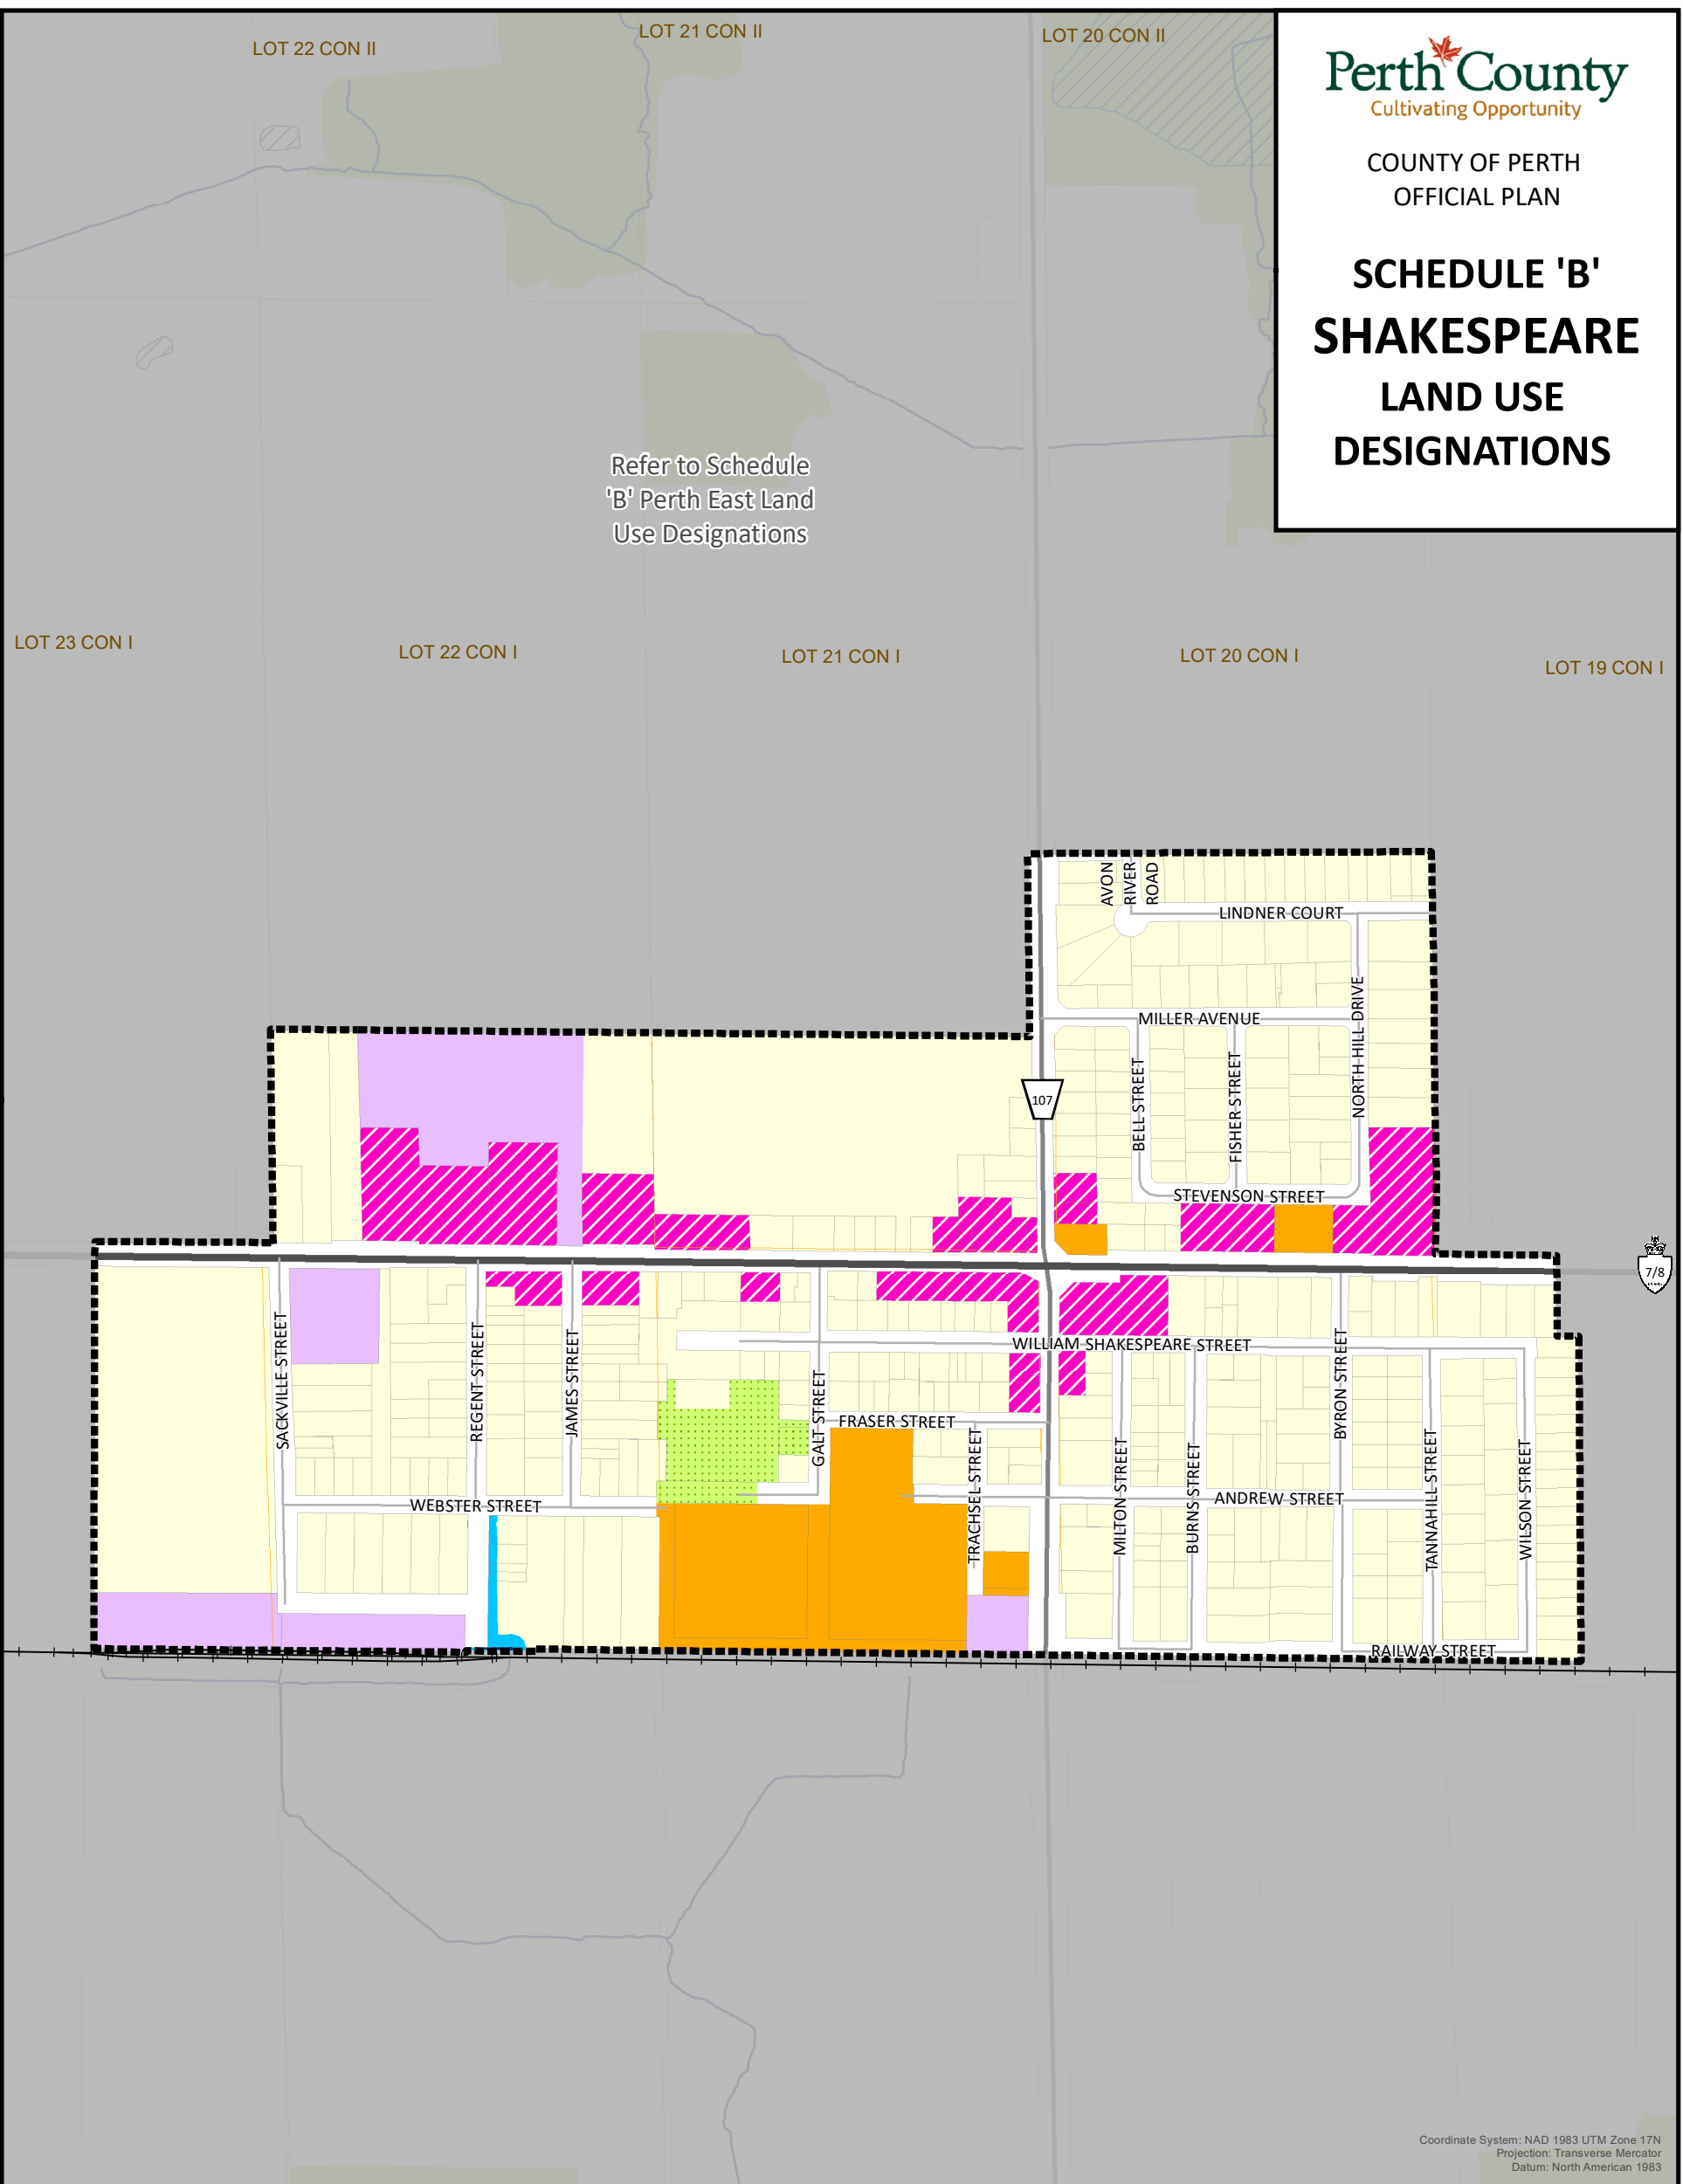 LOT 22 CON II
LOT 21 CON II
LOT 20 CON II
Perth County
Cultivating Opportunity
COUNTY OF PERTH
OFFICIAL PLAN
SCHEDULE 'B'
SHAKESPEARE
LAND USE
DESIGNATIONS
Refer to Schedule
'B' Perth East Land
Use Designations
LOT 23 CON I
LOT 22 CON I
LOT 21 CON I
LOT 20 CON I
LOT 19 CON I
AVON
RIVER
ROAD
LINDNER COURT
MILLER AVENUE
NORTH HILL DRIVE
BELL STREET
FISHER STREET
107
STEVENSON STREET
7/8
SACKVILLE STREET
REGENT STREET
JAMES STREET
WILLIAM SHAKESPEARE STREET
GALT STREET
FRASER STREET
TRACHSEL STREET
MILTON STREET
BURNS STREET
BYRON STREET
TANNAHILL STREET
WILSON STREET
WEBSTER STREET
ANDREW STREET
RAILWAY STREET
Coordinate System: NAD 1983 UTM Zone 17N
Projection: Transverse Mercator
Datum: North American 1983